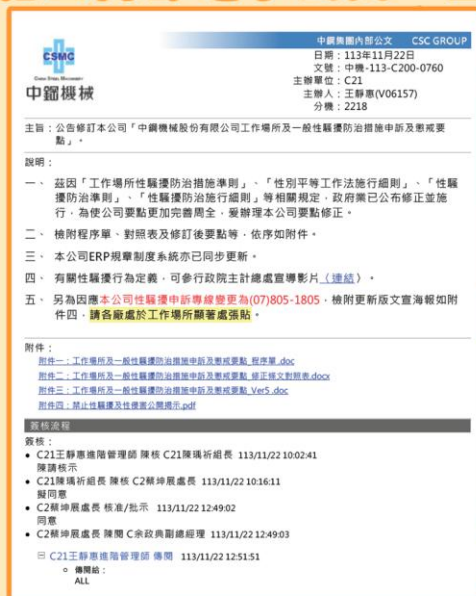 中鋼集團內部公文 CSC GROUP
CSMC
China Steel Machinery
中鋼機械
日期：113年11月22日
文號：中機-113-C200-0760
主辦單位：C21
主辦人：王靜惠(V06157)
分機：2218
主旨：公告修訂本公司「中鋼機械股份有限公司工作場所及一般性騷擾防治措施申訴及懲戒要
點」。
說明：
一、 茲因「工作場所性騷擾防治措施準則」、「性別平等工作法施行細則」、「性騷
擾防治準則」、「性騷擾防治法施行細則」等相關規定，政府業已公布修正並施
行，為使公司要點更加完善周全，爰辦理本公司要點修正。
二、 檢附程序單、對照表及修訂後要點等，依序如附件。
三、 本公司ERP規章制度系統亦已同步更新。
四、 有關性騷擾行為定義，可參行政院主計總處宣導影片（連結）。
五、 另為因應本公司性騷擾申訴專線變更為(07)805-1805，檢附更新版文宣海報如附
件四，請各廠處於工作場所顯著處張貼。
附件：
附件一：工作場所及一般性騷擾防治措施申訴及懲戒要點_程序單.doc
附件二：工作場所及一般性騷擾防治措施申訴及懲戒要點_修正條文對照表.docx
附件三：工作場所及一般性騷擾防治措施申訴及懲戒要點_Ver5.doc
附件四：禁止性騷擾及性侵害公開揭示.pdf
簽核流程
簽核：
• C21王靜惠進階管理師 陳核 C21陳瑀祈組長 113/11/22 10:02:41
陳請核示
• C21陳瑀祈組長 陳核 C2蔡坤展處長 113/11/22 10:16:11
擬同意
• C2蔡坤展處長 核准/批示 113/11/22 12:49:02
同意
• C2蔡坤展處長 陳閱 C余政典副總經理 113/11/22 12:49:03
C21王靜惠進階管理師 傳閱 113/11/22 12:51:51
○ 傳閱給：
ALL